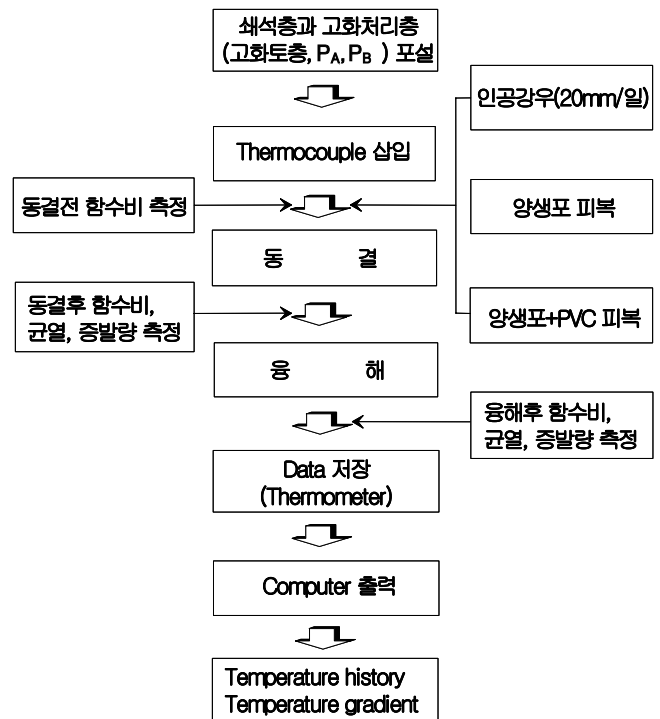 쇄석층과 고화처리층
(고화토층, PA, PB ) 포설
인공강우(20mm/일)
Thermocouple 삽입
동결전 함수비 측정
양생포 피복
동 결
동결후 함수비,
균열, 증발량 측정
양생포+PVC 피복
융 해
융해후 함수비,
균열, 증발량 측정
Data 저장
(Thermometer)
Computer 출력
Temperature history
Temperature gradient